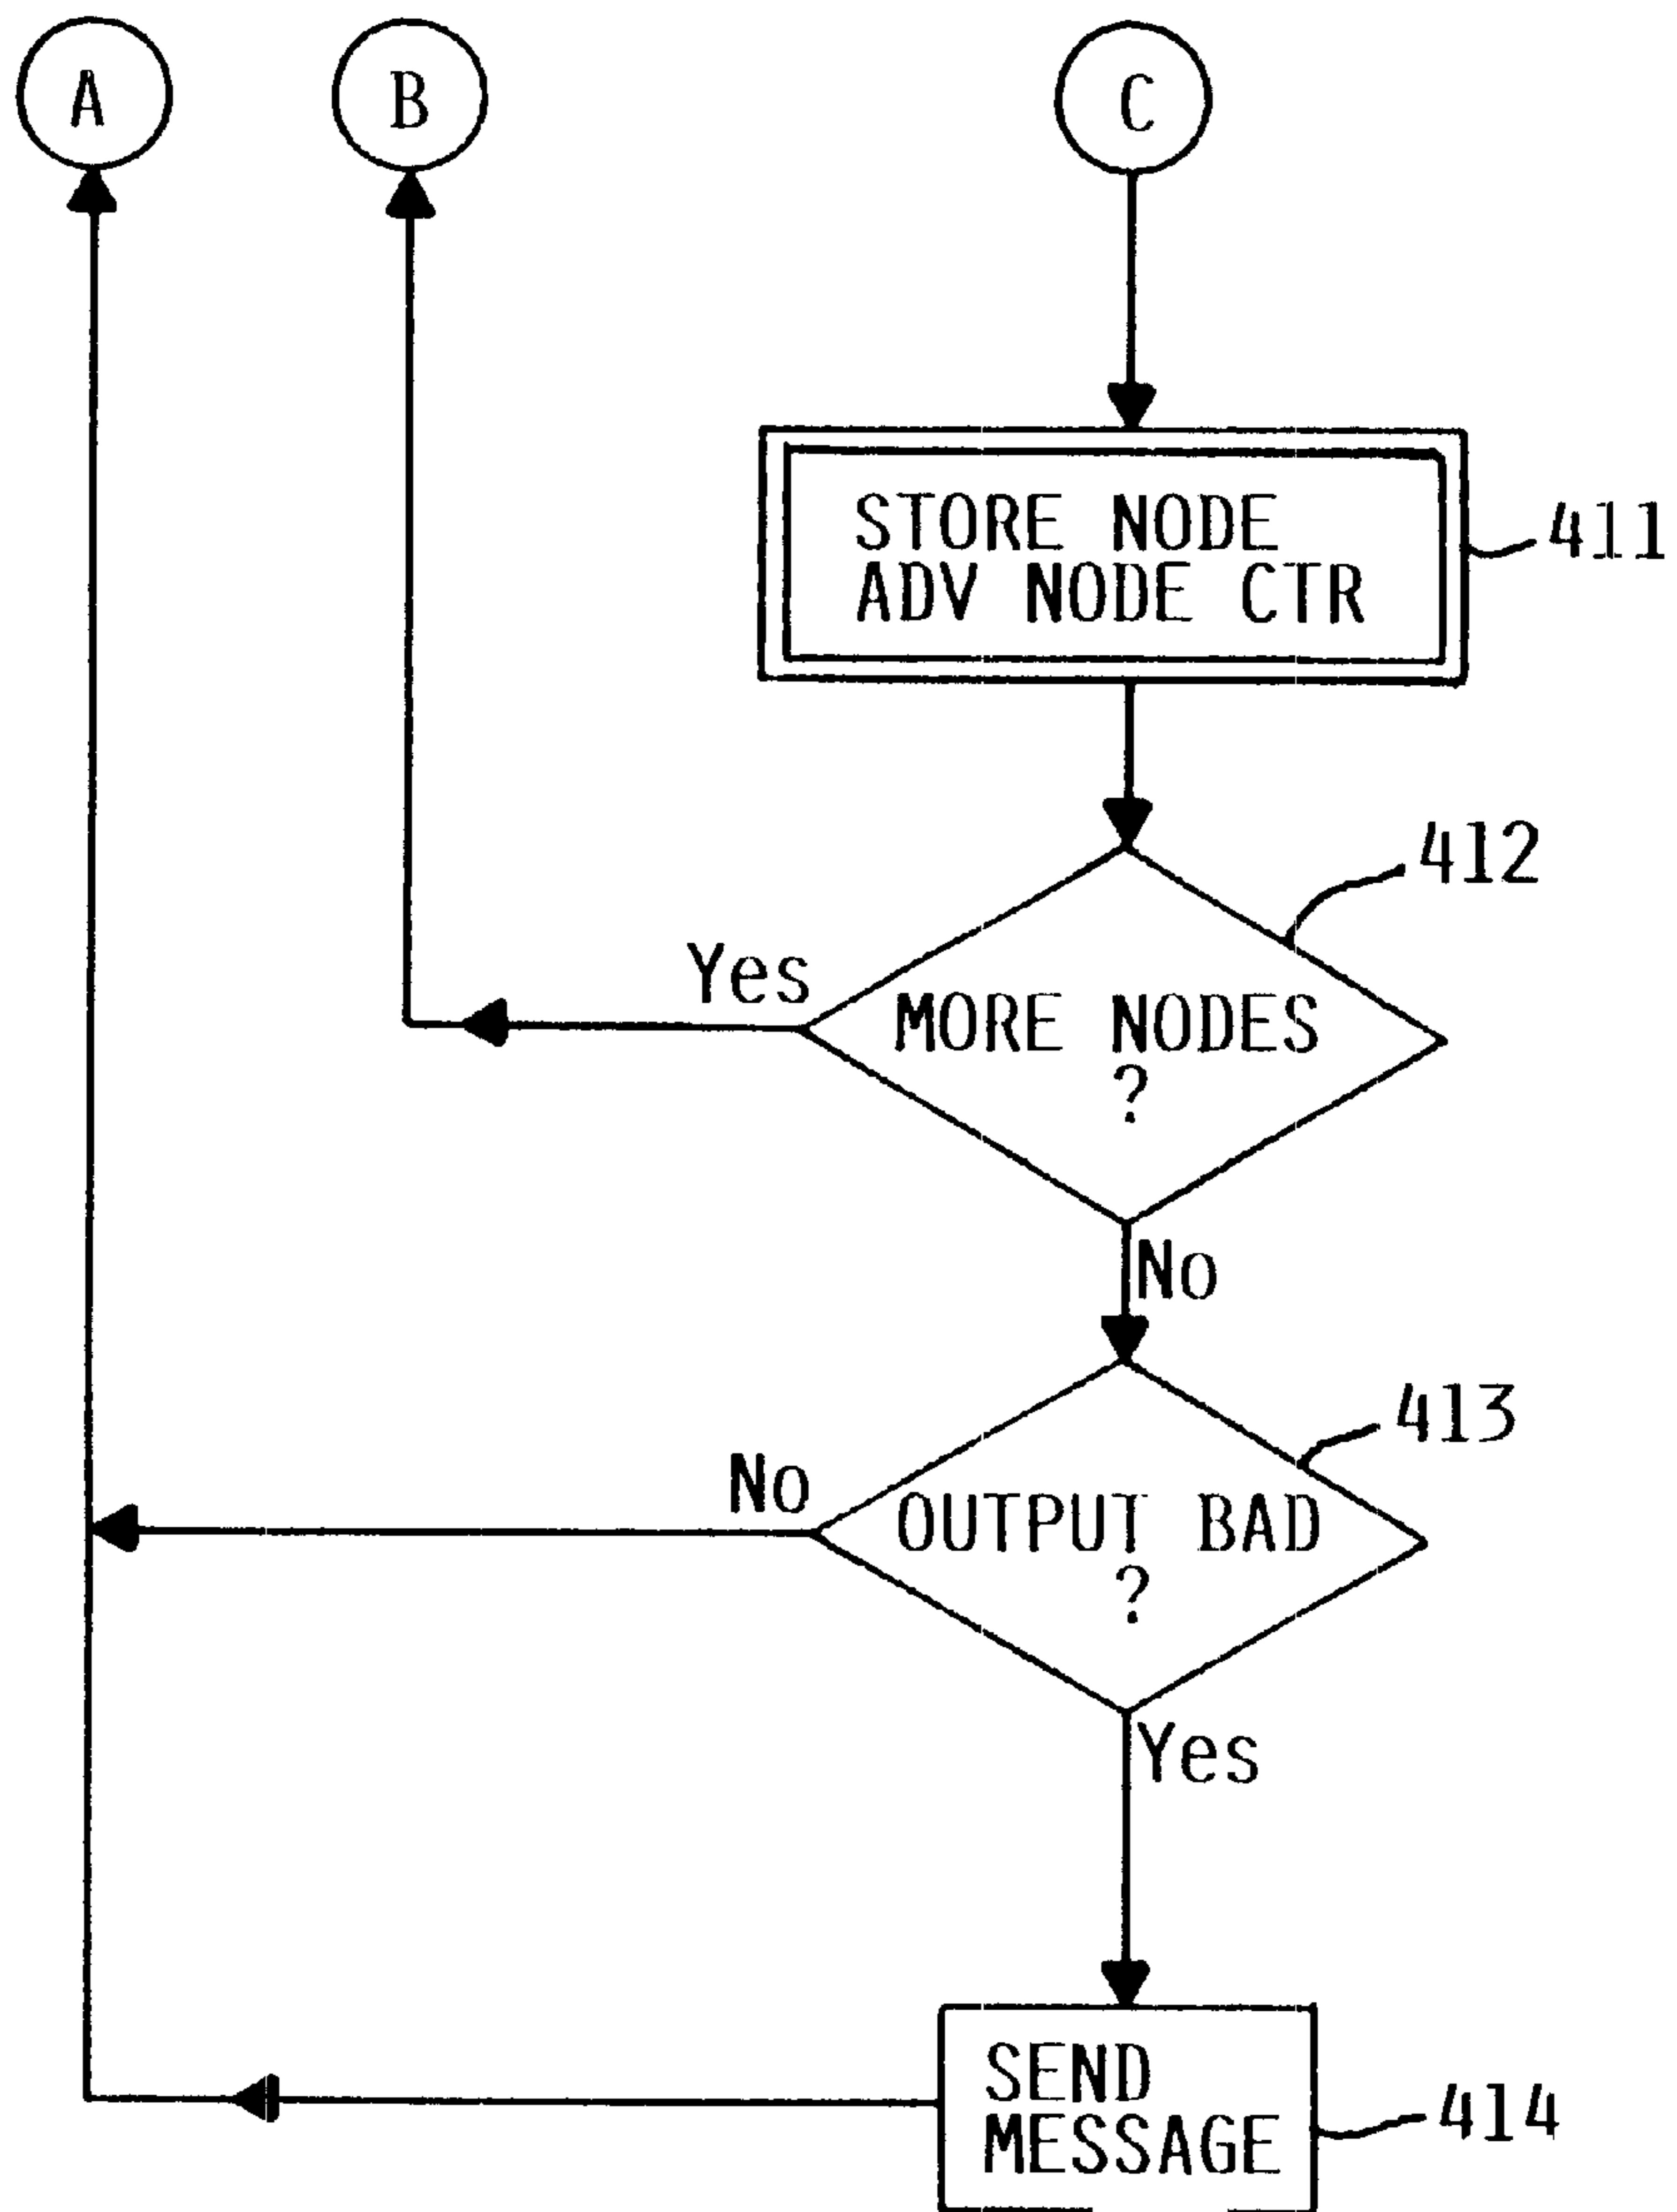 A
B
C
STORE NODE
ADV NODE CTR
411
412
Yes
MORE NODES
?
No
413
No
OUTPUT BAD
?
Yes
SEND
MESSAGE
414